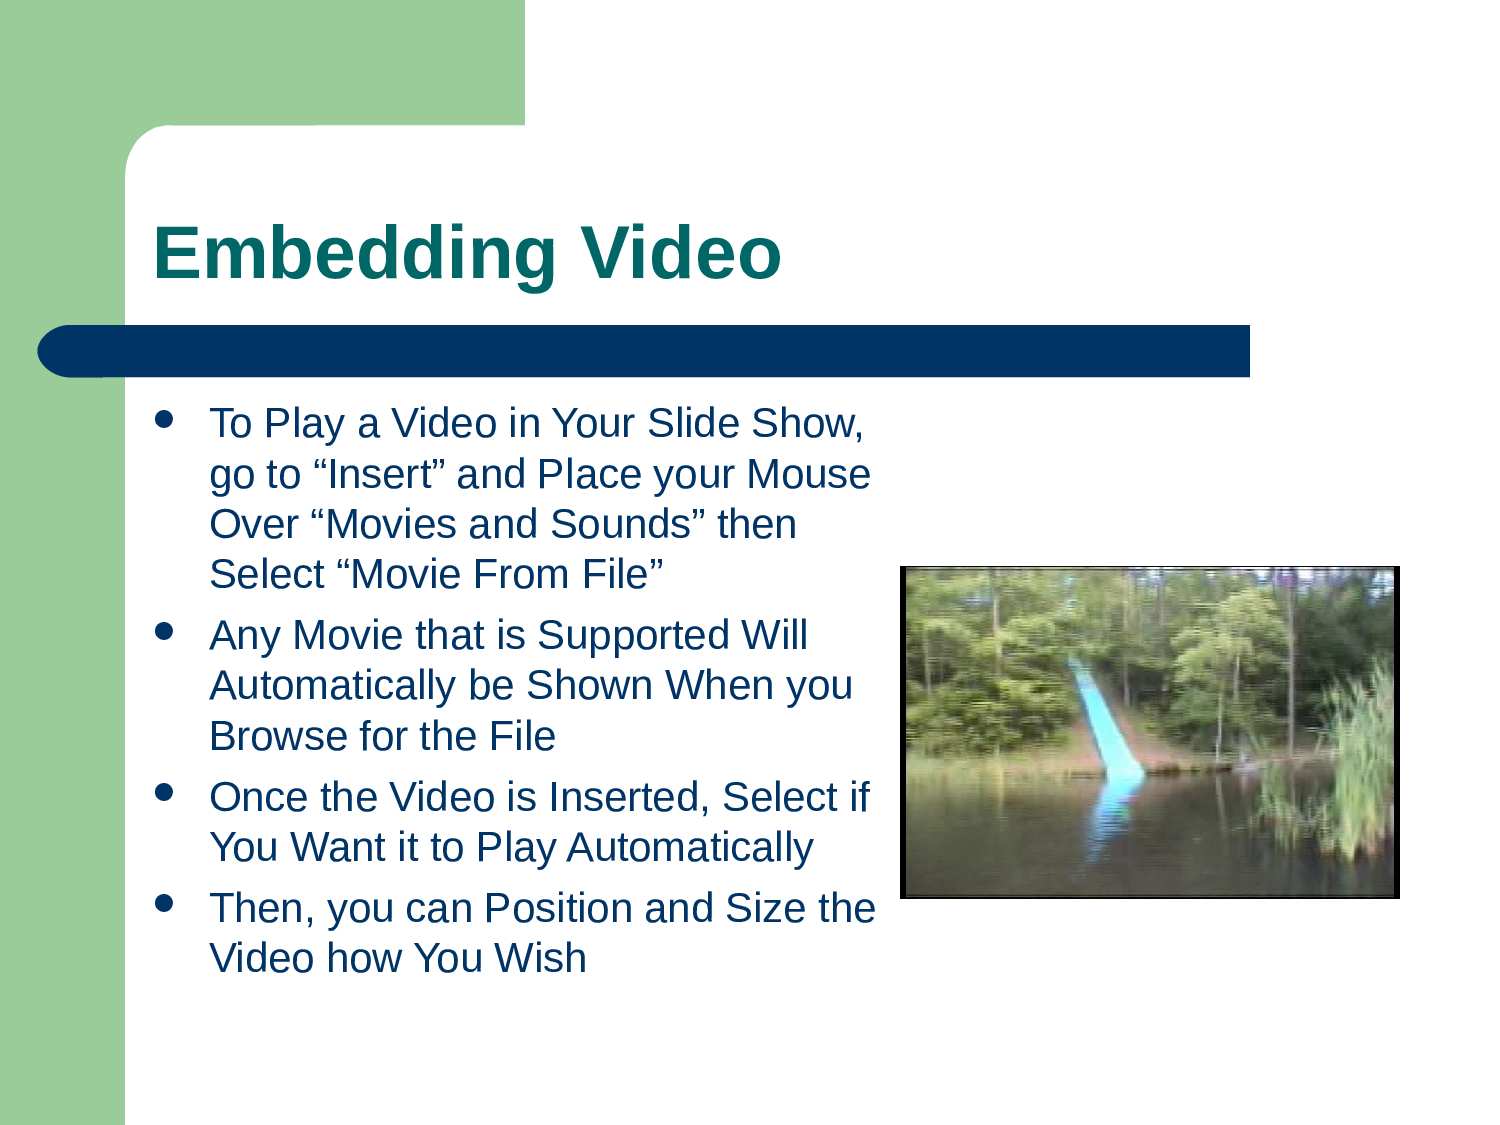 Embedding Video
To Play a Video in Your Slide Show,
go to “Insert” and Place your Mouse
Over “Movies and Sounds” then
Select “Movie From File”
Any Movie that is Supported Will
Automatically be Shown When you
Browse for the File
Once the Video is Inserted, Select if
You Want it to Play Automatically
Then, you can Position and Size the
Video how You Wish